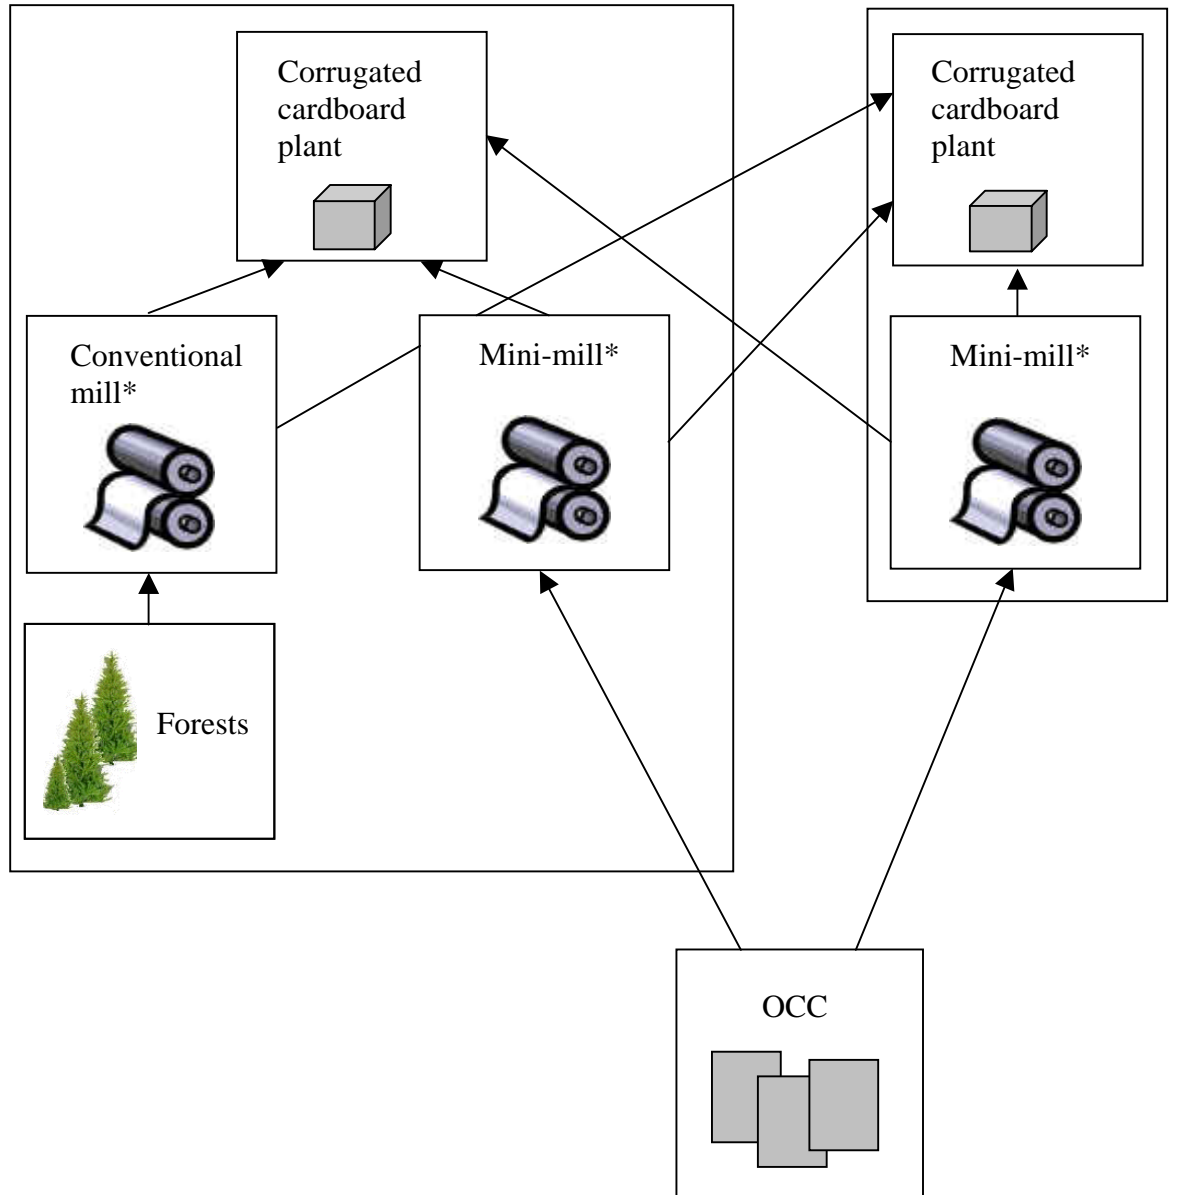 Corrugated
cardboard
plant
Corrugated
cardboard
plant
Conventional
mill*
Mini-mill*
Mini-mill*
Forests
OCC